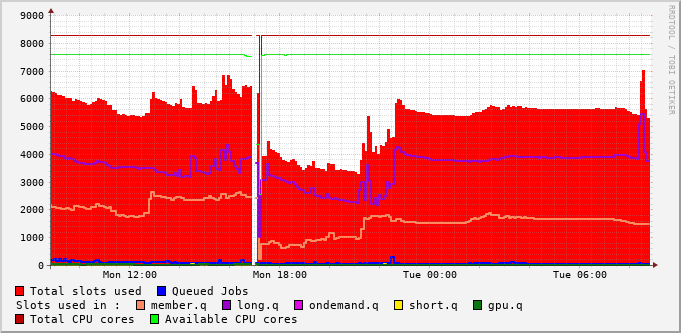 9000
8000
7000
6000
5000
4000
3000
2000
1000
0
Mon 12:00 Mon 18:00 Tue 00:00 Tue 06:00
RRDTOOL / TOBI OETIKER
Total slots used Queued Jobs
Slots used in : member.q long.q ondemand.q short.q gpu.q
Total CPU cores Available CPU cores